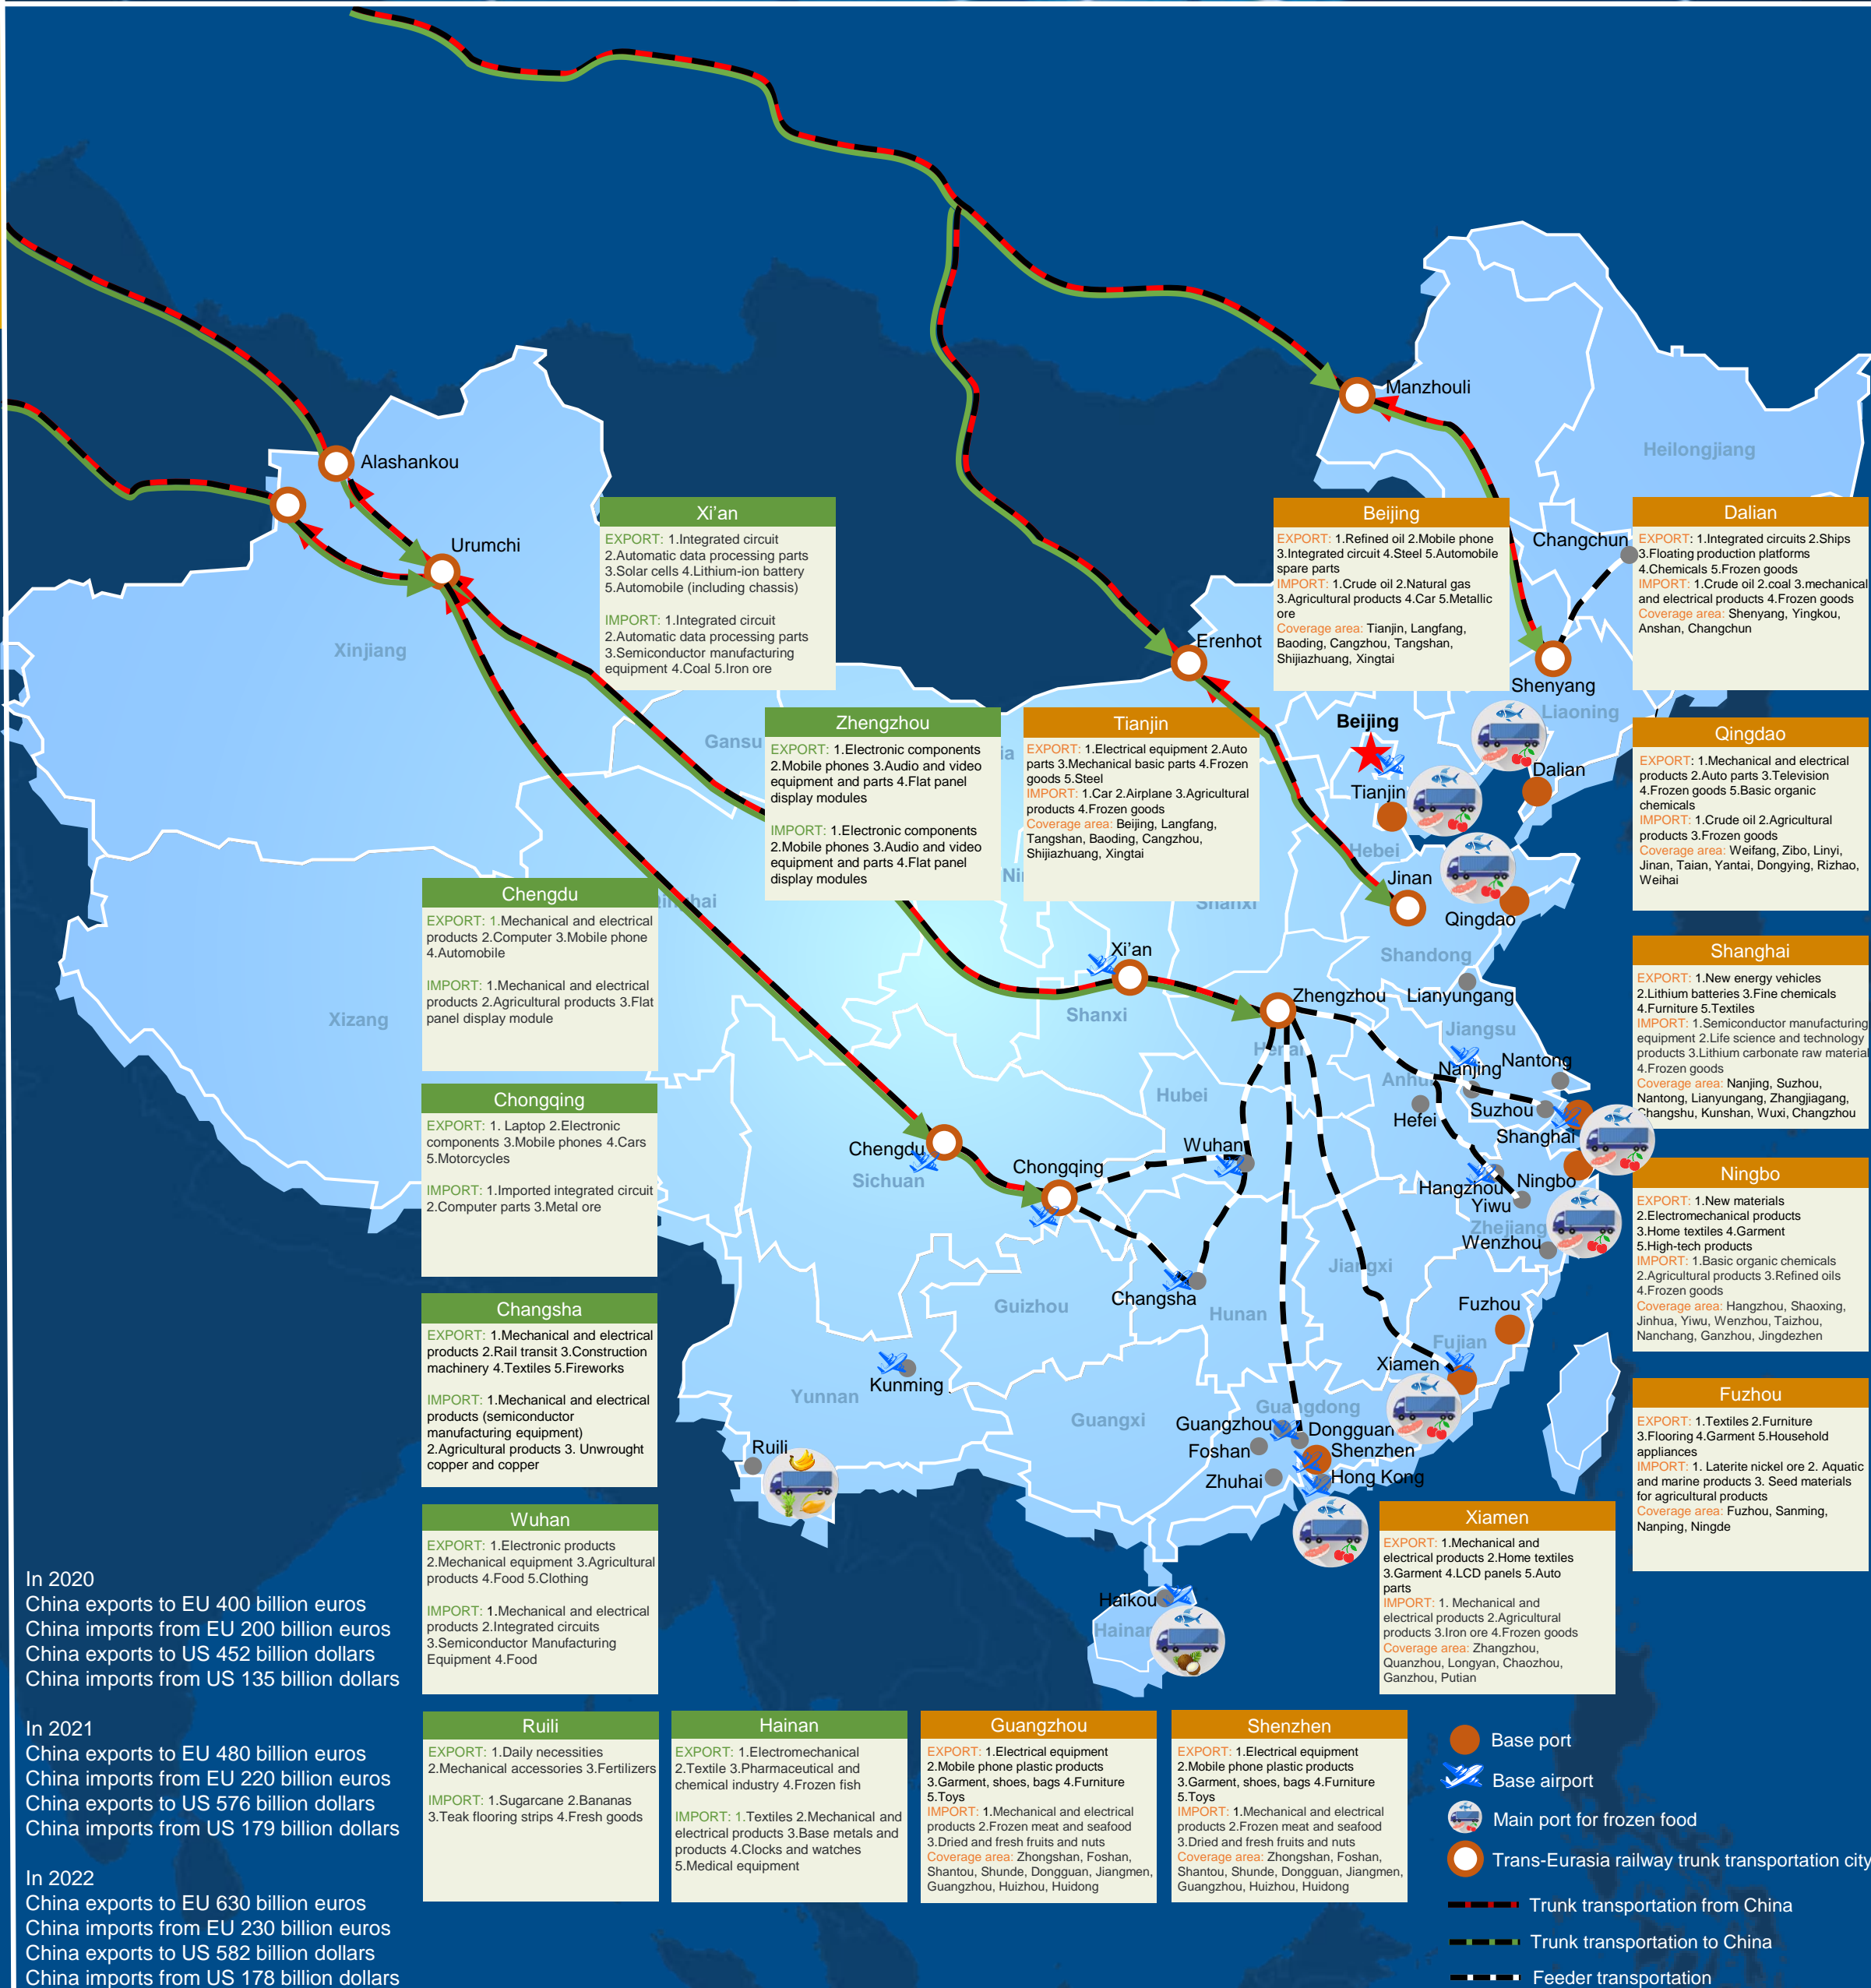 Manzhouli
Heilongjiang
Alashankou
Urumchi
Xinjiang
Xi'an
EXPORT: 1.Integrated circuit
2.Automatic data processing parts
3.Solar cells 4.Lithium-ion battery
5.Automobile (including chassis)
IMPORT: 1.Integrated circuit
2.Automatic data processing parts
3.Semiconductor manufacturing
equipment 4.Coal 5.Iron ore
Beijing
EXPORT: 1.Refined oil 2.Mobile phone
3.Integrated circuit 4.Steel 5.Automobile
spare parts
IMPORT: 1.Crude oil 2.Natural gas
3.Agricultural products 4.Car 5.Metallic
ore
Coverage area: Tianjin, Langfang,
Baoding, Cangzhou, Tangshan,
Shijiazhuang, Xingtai
Changchun
Dalian
EXPORT: 1.Integrated circuits 2.Ships
3.Floating production platforms
4.Chemicals 5.Frozen goods
IMPORT: 1.Crude oil 2.coal 3.mechanical
and electrical products 4.Frozen goods
Coverage area: Shenyang, Yingkou,
Anshan, Changchun
Erenhot
Shenyang
Liaoning
Gansu
Zhengzhou
EXPORT: 1.Electronic components
2.Mobile phones 3.Audio and video
equipment and parts 4.Flat panel
display modules
IMPORT: 1.Electronic components
2.Mobile phones 3.Audio and video
equipment and parts 4.Flat panel
display modules
Tianjin
EXPORT: 1.Electrical equipment 2.Auto
parts 3.Mechanical basic parts 4.Frozen
goods 5.Steel
IMPORT: 1.Car 2.Airplane 3.Agricultural
products 4.Frozen goods
Coverage area: Beijing, Langfang,
Tangshan, Baoding, Cangzhou,
Shijiazhuang, Xingtai
Beijing
Tianjin
Dalian
Hebei
Jinan
Qingdao
Shanxi
Shandong
Qingdao
EXPORT: 1.Mechanical and electrical
products 2.Auto parts 3.Television
4.Frozen goods 5.Basic organic
chemicals
IMPORT: 1.Crude oil 2.Agricultural
products 3.Frozen goods
Coverage area: Weifang, Zibo, Linyi,
Jinan, Taian, Yantai, Dongying, Rizhao,
Weihai
Chengdu
EXPORT: 1.Mechanical and electrical
products 2.Computer 3.Mobile phone
4.Automobile
IMPORT: 1.Mechanical and electrical
products 2.Agricultural products 3.Flat
panel display module
Xizang
Xi'an
Shanxi
Zhengzhou
Lianyungang
Jiangsu
Henan
Nantong
Nanjing
Anhui
Suzhou
Hefei
Shanghai
Hubei
Shanghai
EXPORT: 1.New energy vehicles
2.Lithium batteries 3.Fine chemicals
4.Furniture 5.Textiles
IMPORT: 1.Semiconductor manufacturing
equipment 2.Life science and technology
products 3.Lithium carbonate raw material
4.Frozen goods
Coverage area: Nanjing, Suzhou,
Nantong, Lianyungang, Zhangjiagang,
Changshu, Kunshan, Wuxi, Changzhou
Chongqing
EXPORT: 1. Laptop 2.Electronic
components 3.Mobile phones 4.Cars
5.Motorcycles
IMPORT: 1.Imported integrated circuit
2.Computer parts 3.Metal ore
Chengdu
Sichuan
Chongqing
Wuhan
Hangzhou
Ningbo
Yiwu
Zhejiang
Wenzhou
Ningbo
EXPORT: 1.New materials
2.Electromechanical products
3.Home textiles 4.Garment
5.High-tech products
IMPORT: 1.Basic organic chemicals
2.Agricultural products 3.Refined oils
4.Frozen goods
Coverage area: Hangzhou, Shaoxing,
Jinhua, Yiwu, Wenzhou, Taizhou,
Nanchang, Ganzhou, Jingdezhen
Changsha
EXPORT: 1.Mechanical and electrical
products 2.Rail transit 3.Construction
machinery 4.Textiles 5.Fireworks
IMPORT: 1.Mechanical and electrical
products (semiconductor
manufacturing equipment)
2.Agricultural products 3. Unwrought
copper and copper
Changsha
Guizhou
Hunan
Jiangxi
Fuzhou
Fujian
Xiamen
Kunming
Yunnan
Guangxi
Guangdong
Guangzhou
Dongguan
Foshan
Shenzhen
Zhuhai
Hong Kong
Ruili
Fuzhou
EXPORT: 1.Textiles 2.Furniture
3.Flooring 4.Garment 5.Household
appliances
IMPORT: 1. Laterite nickel ore 2. Aquatic
and marine products 3. Seed materials
for agricultural products
Coverage area: Fuzhou, Sanming,
Nanping, Ningde
Wuhan
EXPORT: 1.Electronic products
2.Mechanical equipment 3.Agricultural
products 4.Food 5.Clothing
IMPORT: 1.Mechanical and electrical
products 2.Integrated circuits
3.Semiconductor Manufacturing
Equipment 4.Food
Haikou
Hainan
Xiamen
EXPORT: 1.Mechanical and
electrical products 2.Home textiles
3.Garment 4.LCD panels 5.Auto
parts
IMPORT: 1. Mechanical and
electrical products 2.Agricultural
products 3.Iron ore 4.Frozen goods
Coverage area: Zhangzhou,
Quanzhou, Longyan, Chaozhou,
Ganzhou, Putian
In 2020
China exports to EU 400 billion euros
China imports from EU 200 billion euros
China exports to US 452 billion dollars
China imports from US 135 billion dollars
In 2021
China exports to EU 480 billion euros
China imports from EU 220 billion euros
China exports to US 576 billion dollars
China imports from US 179 billion dollars
In 2022
China exports to EU 630 billion euros
China imports from EU 230 billion euros
China exports to US 582 billion dollars
China imports from US 178 billion dollars
Ruili
EXPORT: 1.Daily necessities
2.Mechanical accessories 3.Fertilizers
IMPORT: 1.Sugarcane 2.Bananas
3.Teak flooring strips 4.Fresh goods
Hainan
EXPORT: 1.Electromechanical
2.Textile 3.Pharmaceutical and
chemical industry 4.Frozen fish
IMPORT: 1.Textiles 2.Mechanical and
electrical products 3.Base metals and
products 4.Clocks and watches
5.Medical equipment
Guangzhou
EXPORT: 1.Electrical equipment
2.Mobile phone plastic products
3.Garment, shoes, bags 4.Furniture
5.Toys
IMPORT: 1.Mechanical and electrical
products 2.Frozen meat and seafood
3.Dried and fresh fruits and nuts
Coverage area: Zhongshan, Foshan,
Shantou, Shunde, Dongguan, Jiangmen,
Guangzhou, Huizhou, Huidong
Shenzhen
EXPORT: 1.Electrical equipment
2.Mobile phone plastic products
3.Garment, shoes, bags 4.Furniture
5.Toys
IMPORT: 1.Mechanical and electrical
products 2.Frozen meat and seafood
3.Dried and fresh fruits and nuts
Coverage area: Zhongshan, Foshan,
Shantou, Shunde, Dongguan, Jiangmen,
Guangzhou, Huizhou, Huidong
Base port
Base airport
Main port for frozen food
Trans-Eurasia railway trunk transportation city
Trunk transportation from China
Trunk transportation to China
Feeder transportation